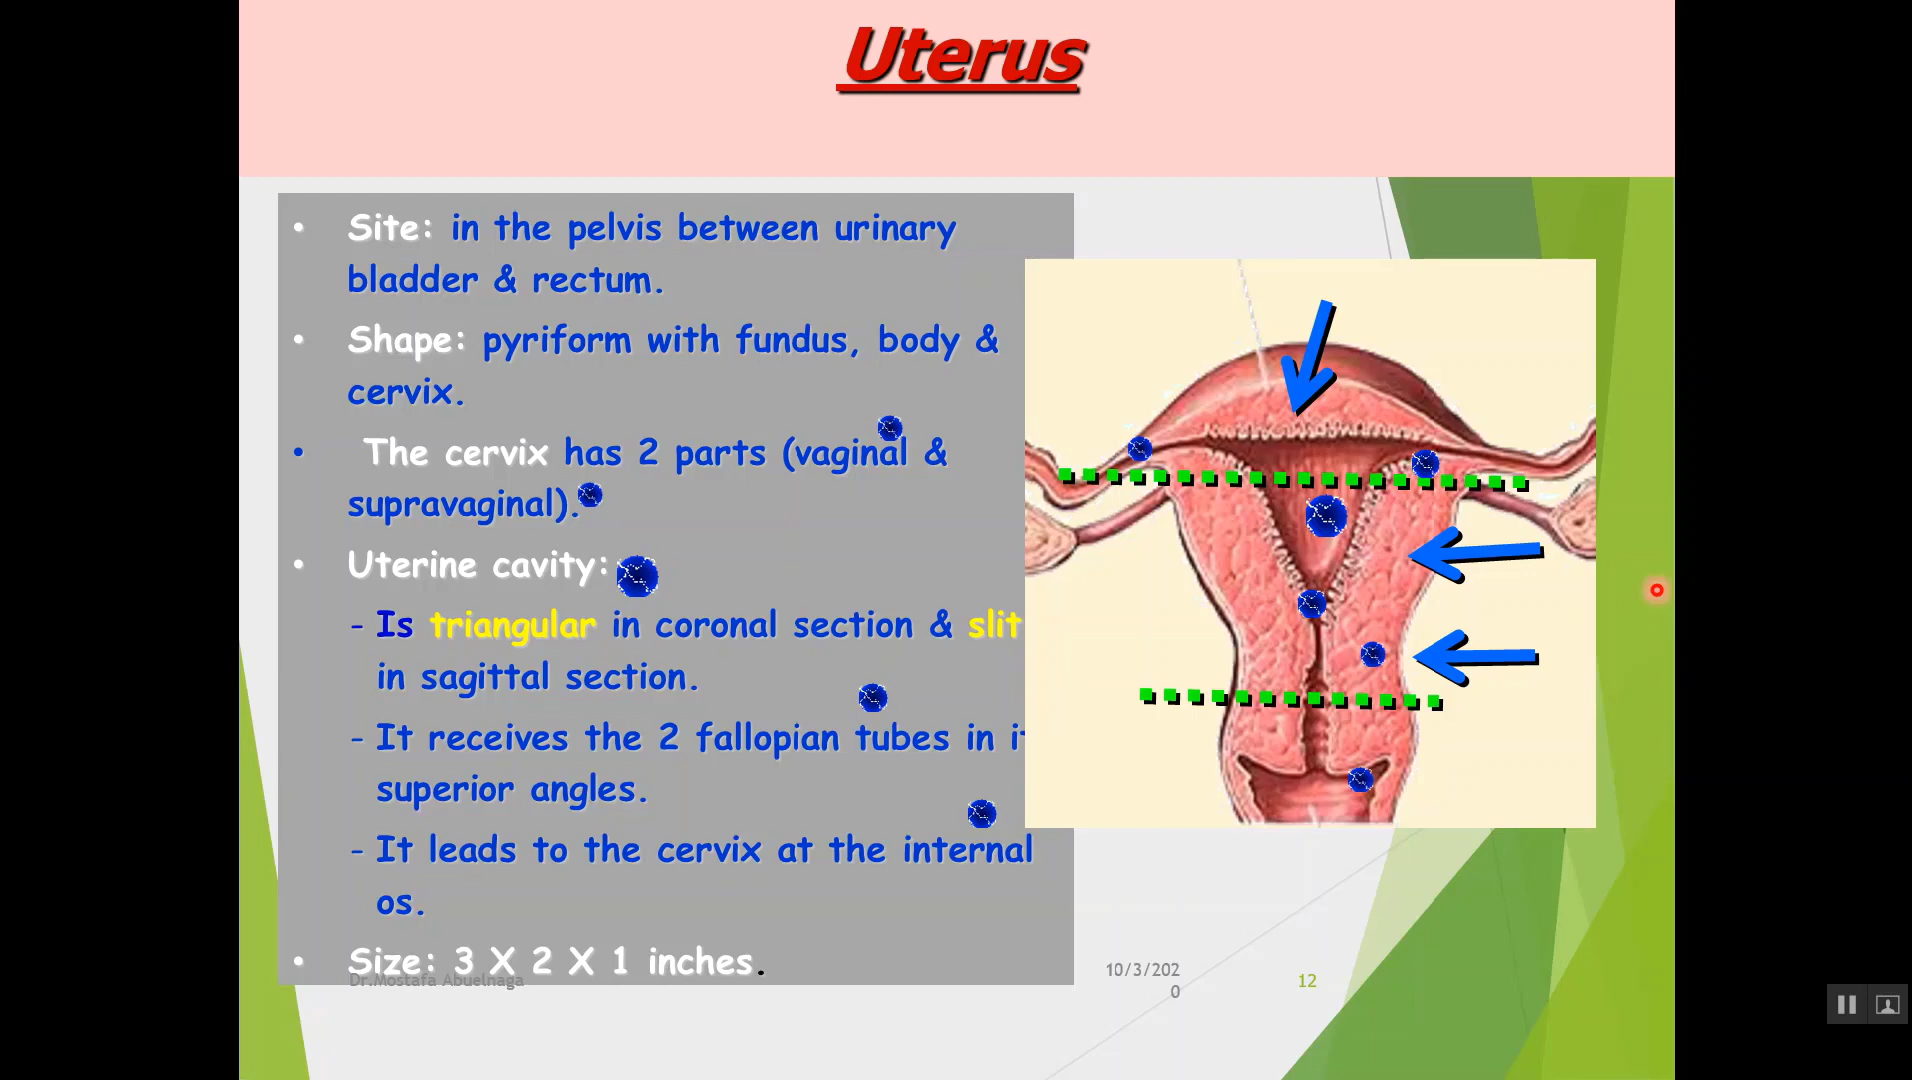 Uterus
• Site: in the pelvis between urinary
bladder & rectum.
• Shape: pyriform with fundus, body &
cervix.
• The cervix has 2 parts (vaginal &
supravaginal).
• Uterine cavity:
- Is triangular in coronal section & slit
in sagittal section.
- It receives the 2 fallopian tubes in
superior angles.
- It leads to the cervix at the internal
os.
• Size: 3 X 2 X 1 inches.
Dr.Mostafa Abuelnaga
10/3/202
0
12